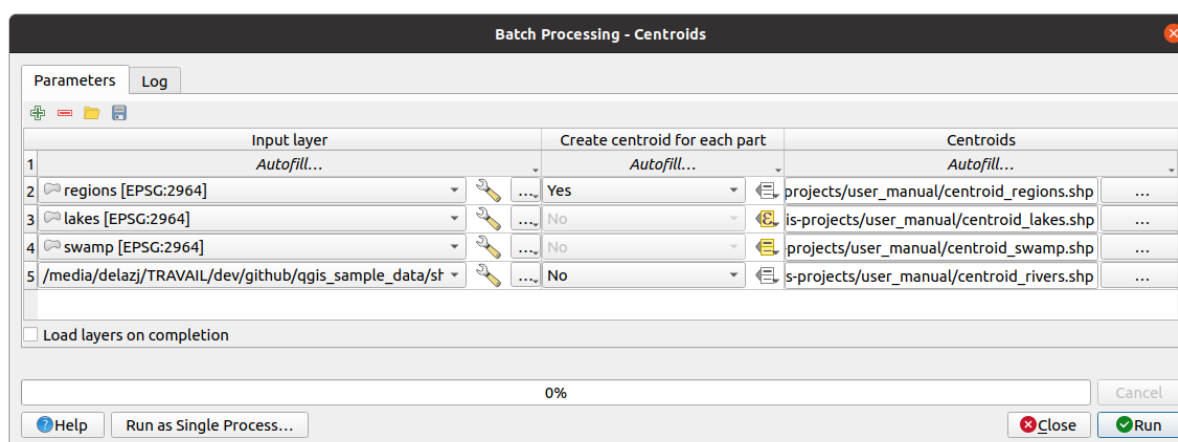 Batch Processing - Centroids
Parameters Log
Input layer Create centroid for each part Centroids
1 Autofill... Autofill... Autofill...
2 regions [EPSG:2964] ... Yes projects/user_manual/centroid_regions.shp ...
3 lakes [EPSG:2964] ... No ε is-projects/user_manual/centroid_lakes.shp ...
4 swamp [EPSG:2964] ... No projects/user_manual/centroid_swamp.shp ...
5 /media/delazj/TRAVAIL/dev/github/qgis_sample_data/sh ... No s-projects/user_manual/centroid_rivers.shp ...
Load layers on completion
0% Cancel
Help Run as Single Process... Close Run